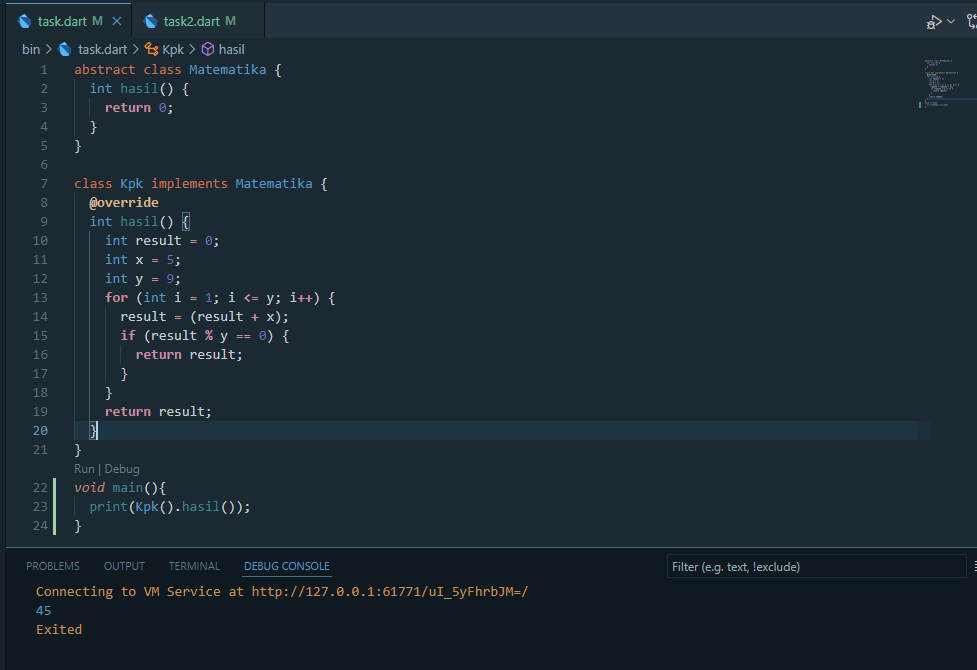 task.dart M task2.dart M
bin > task.dart > Kpk > hasil
1 abstract class Matematika {
2   int hasil() {
3     return 0;
4   }
5 }
6
7 class Kpk implements Matematika {
8   @override
9   int hasil() {
10     int result = 0;
11     int x = 5;
12     int y = 9;
13     for (int i = 1; i <= y; i++) {
14       result = (result + x);
15       if (result % y == 0) {
16         return result;
17       }
18     }
19     return result;
20   }
21 }
Run | Debug
22 void main(){
23   print(Kpk().hasil());
24 }
PROBLEMS OUTPUT TERMINAL DEBUG CONSOLE Filter (e.g. text, !exclude)
Connecting to VM Service at http://127.0.0.1:61771/uI_5yFhrbJM=/
45
Exited